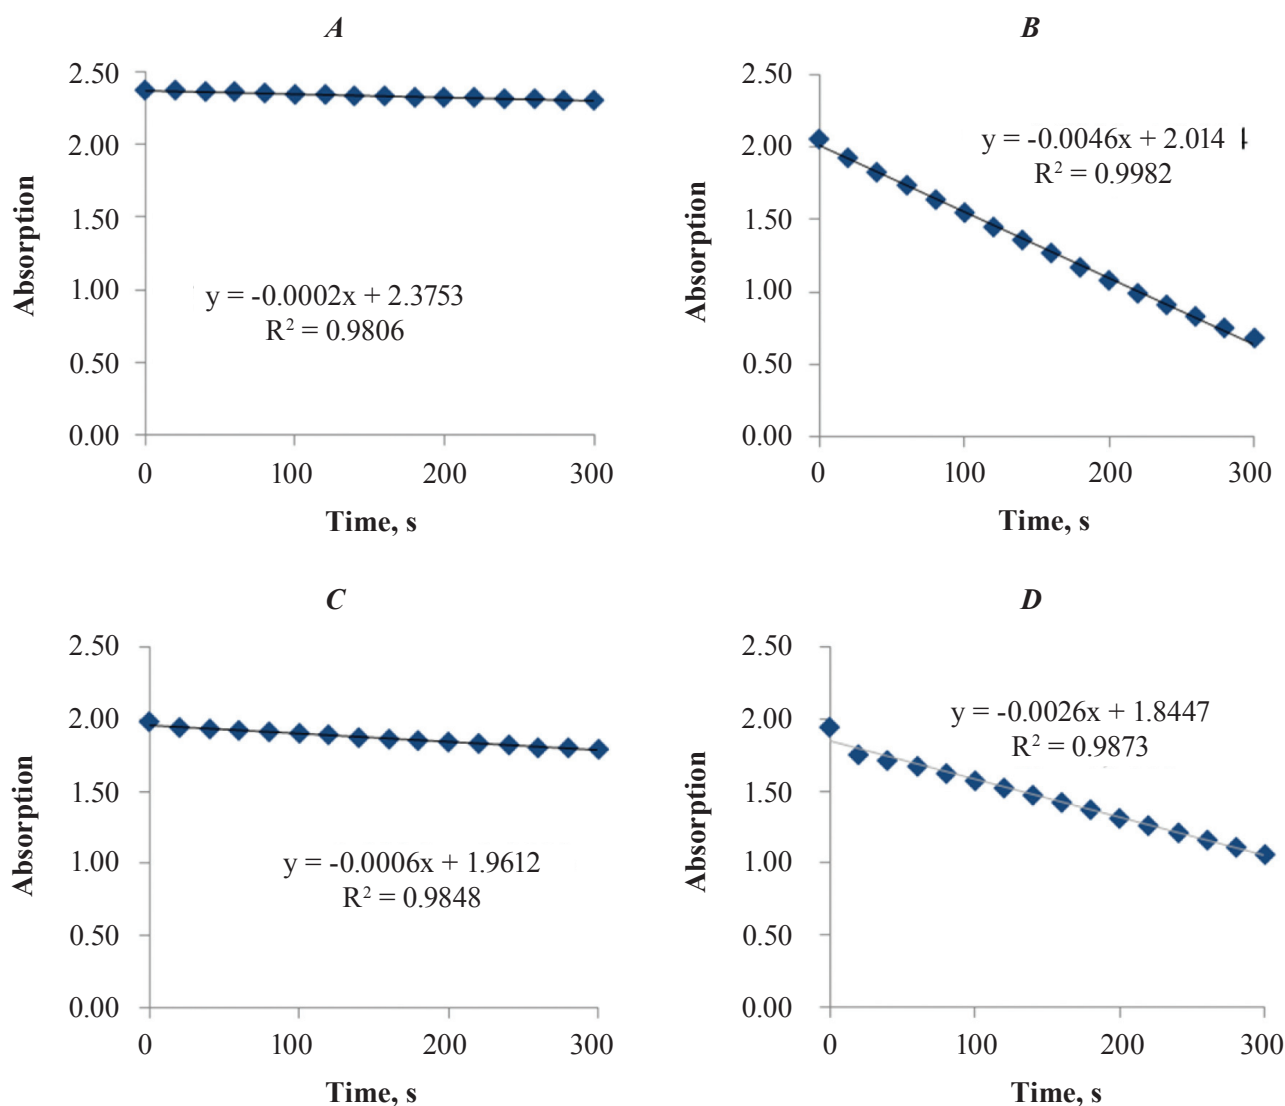 A
2.50
2.00
1.50
1.00
0.50
0.00
Absorption
y = -0.0002x + 2.3753
R² = 0.9806
0 100 200 300
Time, s
B
2.50
2.00
1.50
1.00
0.50
0.00
Absorption
y = -0.0046x + 2.014
R² = 0.9982
0 100 200 300
Time, s
C
2.50
2.00
1.50
1.00
0.50
0.00
Absorption
y = -0.0006x + 1.9612
R² = 0.9848
0 100 200 300
Time, s
D
2.50
2.00
1.50
1.00
0.50
0.00
Absorption
y = -0.0026x + 1.8447
R² = 0.9873
0 100 200 300
Time, s